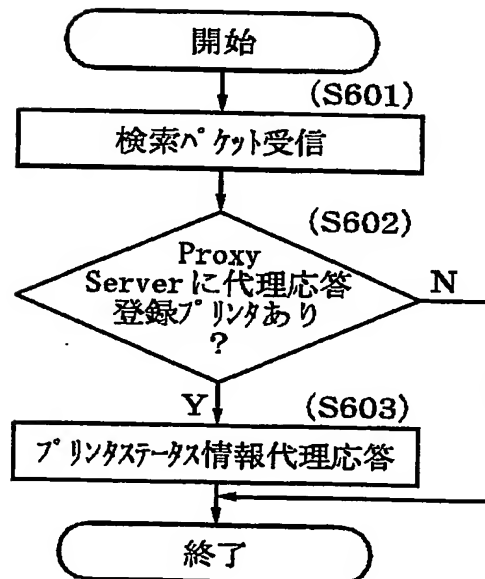 開始
(S601)
検索パケット受信
(S602)
Proxy
Serverに代理応答
登録プリンタあり
?
N
Y
(S603)
プリンタステータス情報代理応答
終了